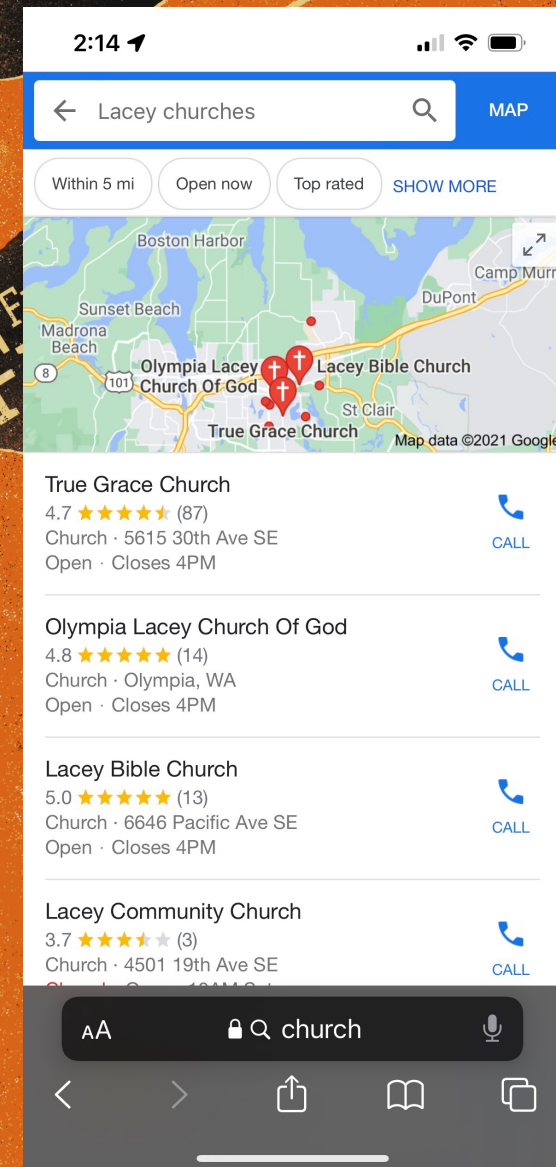 2:14
Lacey churches
MAP
Within 5 mi
Open now
Top rated
SHOW MORE
Boston Harbor
Camp Murr
DuPont
Sunset Beach
Madrona
Beach
8
101
Olympia Lacey
Church Of God
Lacey Bible Church
St Clair
True Grace Church
Map data ©2021 Google
True Grace Church
4.7 (87)
Church · 5615 30th Ave SE
Open · Closes 4PM
CALL
Olympia Lacey Church Of God
4.8 (14)
Church · Olympia, WA
Open · Closes 4PM
CALL
Lacey Bible Church
5.0 (13)
Church · 6646 Pacific Ave SE
Open · Closes 4PM
CALL
Lacey Community Church
3.7 (3)
Church · 4501 19th Ave SE
CALL
AA
church